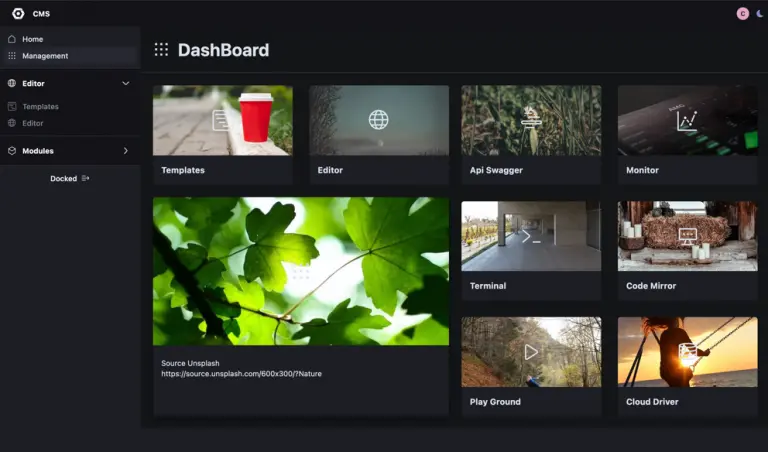 CMS
C
Home
Management
Editor
Templates
Editor
Modules
Docked
DashBoard
Templates
Editor
Api Swagger
Monitor
Source Unsplash
https://source.unsplash.com/600x300/?Nature
Terminal
Code Mirror
Play Ground
Cloud Driver